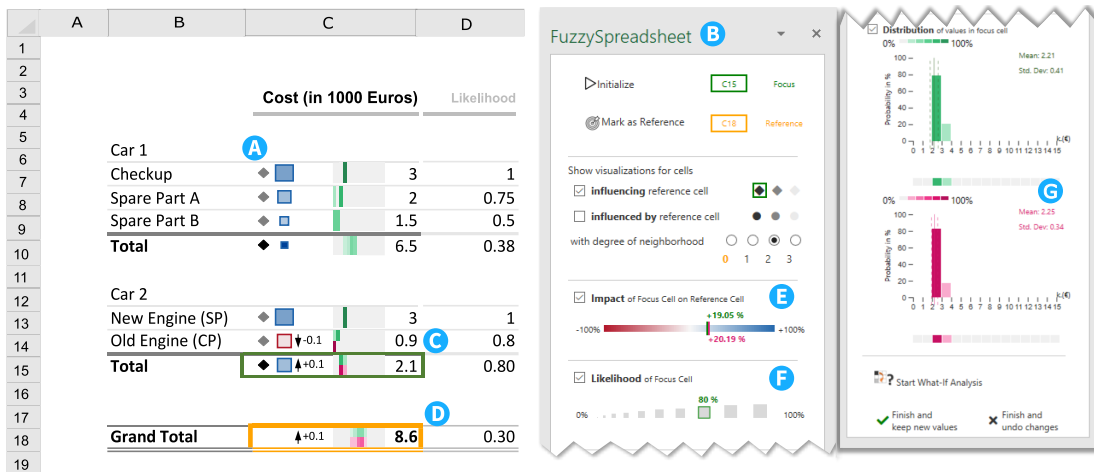 A B C D
1
2
3
Cost (in 1000 Euros) Likelihood
4
5
Car 1
6
A
7
Checkup 3 1
8
Spare Part A 2 0.75
9
Spare Part B 1.5 0.5
10
Total 6.5 0.38
11
12
Car 2
13
New Engine (SP) 3 1
14
Old Engine (CP) -0.1 0.9 C 0.8
15
Total +0.1 2.1 0.80
16
17
D
18
Grand Total +0.1 8.6 0.30
19
FuzzySpreadsheet B
Initialize C15 Focus
Mark as Reference C18 Reference
Show visualizations for cells
influencing reference cell
influenced by reference cell
with degree of neighborhood
0 1 2 3
Impact of Focus Cell on Reference Cell E
+19.05 %
-100% +100%
+20.19 %
Likelihood of Focus Cell F
80 %
0% 100%
Distribution of values in focus cell
0% 100%
Mean: 2.21
Std. Dev: 0.41
Probability in %
100
80
60
40
20
0
0 1 2 3 4 5 6 7 8 9 10 11 12 13 14 15
k.(€)
G
0% 100%
Mean: 2.25
Std. Dev: 0.34
Probability in %
100
80
60
40
20
0
0 1 2 3 4 5 6 7 8 9 10 11 12 13 14 15
k.(€)
? Start What-If Analysis
Finish and
keep new values
Finish and
undo changes